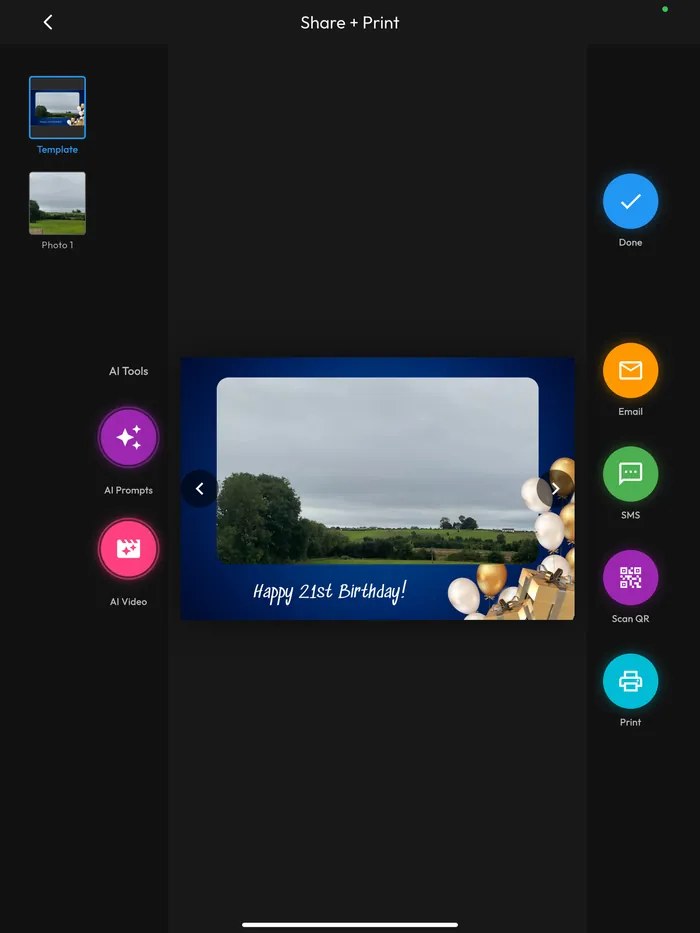 Share + Print
Template
Photo 1
AI Tools
AI Prompts
AI Video
Happy 21st Birthday!
Done
Email
SMS
Scan QR
Print